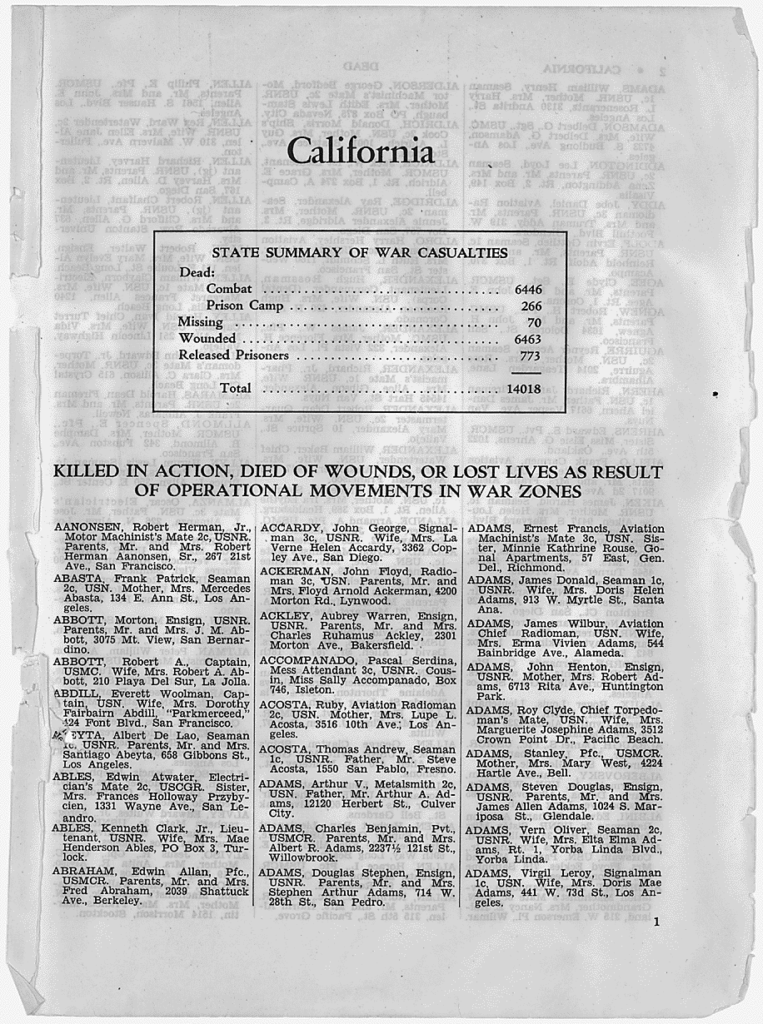 California
STATE SUMMARY OF WAR CASUALTIES
Dead:
Combat ................................ 6446
Prison Camp ............................ 266
Missing ................................ 70
Wounded ................................ 6463
Released Prisoners ..................... 773
Total .................................. 14018
KILLED IN ACTION, DIED OF WOUNDS, OR LOST LIVES AS RESULT
OF OPERATIONAL MOVEMENTS IN WAR ZONES
AANONSEN, Robert Herman, Jr.,
Motor Machinist's Mate 2c, USNR.
Parents, Mr. and Mrs. Robert
Herman Aanonsen, Sr., 267 21st
Ave., San Francisco.
ABASTA, Frank Patrick, Seaman
2c, USN. Mother, Mrs. Mercedes
Abasta, 134 E. Ann St., Los An-
geles.
ABBOTT, Morton, Ensign, USNR.
Parents, Mr. and Mrs. J. M. Ab-
bott, 3075 Mt. View, San Bernar-
dino.
ABBOTT, Robert A., Captain,
USMC. Wife, Mrs. Robert A. Ab-
bott, 210 Playa Del Sur, La Jolla.
ABDILL, Everett Woolman, Cap-
tain, USN. Wife, Mrs. Dorothy
Fairbairn Abdill, "Parkmerceed,"
424 Font Blvd., San Francisco.
Albert De Lao, Seaman
1c, USNR. Parents, Mr. and Mrs.
Santiago Abeyta, 658 Gibbons St.,
Los Angeles.
ABLES, Edwin Atwater, Electri-
cian's Mate 2c, USCGR. Sister,
Mrs. Frances Holloway Przyby-
cien, 1331 Wayne Ave., San Le-
andro.
ABLES, Kenneth Clark, Jr., Lieu-
tenant, USNR. Wife, Mrs. Mae
Henderson Ables, PO Box 3, Tur-
lock.
ABRAHAM, Edwin Allan, Pfc.,
USMCR. Parents, Mr. and Mrs.
Fred Abraham, 2039 Shattuck
Ave., Berkeley.
ACCARDY, John George, Signal-
man 3c, USNR. Wife, Mrs. La
Verne Helen Accardy, 3362 Cop-
ley Ave., San Diego.
ACKERMAN, John Floyd, Radio-
man 3c, USN. Parents, Mr. and
Mrs. Floyd Arnold Ackerman, 4200
Morton Rd., Lynwood.
ACKLEY, Aubrey Warren, Ensign,
USNR. Parents, Mr. and Mrs.
Charles Ruhamus Ackley, 2301
Morton Ave., Bakersfield.
ACCOMPANADO, Pascal Serdina,
Mess Attendant 3c, USNR. Cous-
in, Miss Sally Accompanado, Box
746, Isleton.
ACOSTA, Ruby, Aviation Radioman
2c, USN. Mother, Mrs. Lupe L.
Acosta, 3516 10th Ave., Los An-
geles.
ACOSTA, Thomas Andrew, Seaman
1c, USNR. Father, Mr. Steve
Acosta, 1550 San Pablo, Fresno.
ADAMS, Arthur V., Metalsmith 2c,
USN. Father, Mr. Arthur A. Ad-
ams, 12120 Herbert St., Culver
City.
ADAMS, Charles Benjamin, Pvt.,
USMCR. Parents, Mr. and Mrs.
Albert R. Adams, 2237½ 121st St.,
Willowbrook.
ADAMS, Douglas Stephen, Ensign,
USNR. Parents, Mr. and Mrs.
Stephen Arthur Adams, 714 W.
28th St., San Pedro.
ADAMS, Ernest Francis, Aviation
Machinist's Mate 3c, USN. Sis-
ter, Minnie Kathrine Rouse, Go-
nal Apartments, 57 East, Gen.
Del., Richmond.
ADAMS, James Donald, Seaman 1c,
USNR. Wife, Mrs. Doris Helen
Adams, 913 W. Myrtle St., Santa
Ana.
ADAMS, James Wilbur, Aviation
Chief Radioman, USN. Wife,
Mrs. Erma Vivien Adams, 544
Bainbridge Ave., Alameda.
ADAMS, John Henton, Ensign,
USNR. Mother, Mrs. Robert Ad-
ams, 6713 Rita Ave., Huntington
Park.
ADAMS, Roy Clyde, Chief Torpedo-
man's Mate, USN. Wife, Mrs.
Marguerite Josephine Adams, 3512
Crown Point Dr., Pacific Beach.
ADAMS, Stanley, Pfc., USMCR.
Mother, Mrs. Mary West, 4224
Hartle Ave., Bell.
ADAMS, Steven Douglas, Ensign,
USNR. Parents, Mr. and Mrs.
James Allen Adams, 1024 S. Mar-
iposa St., Glendale.
ADAMS, Vern Oliver, Seaman 2c,
USNR. Wife, Mrs. Elta Elma Ad-
ams, Rt. 1, Yorba Linda Blvd.,
Yorba Linda.
ADAMS, Virgil Leroy, Signalman
1c, USN. Wife, Mrs. Doris Mae
Adams, 441 W. 73d St., Los An-
geles.
1